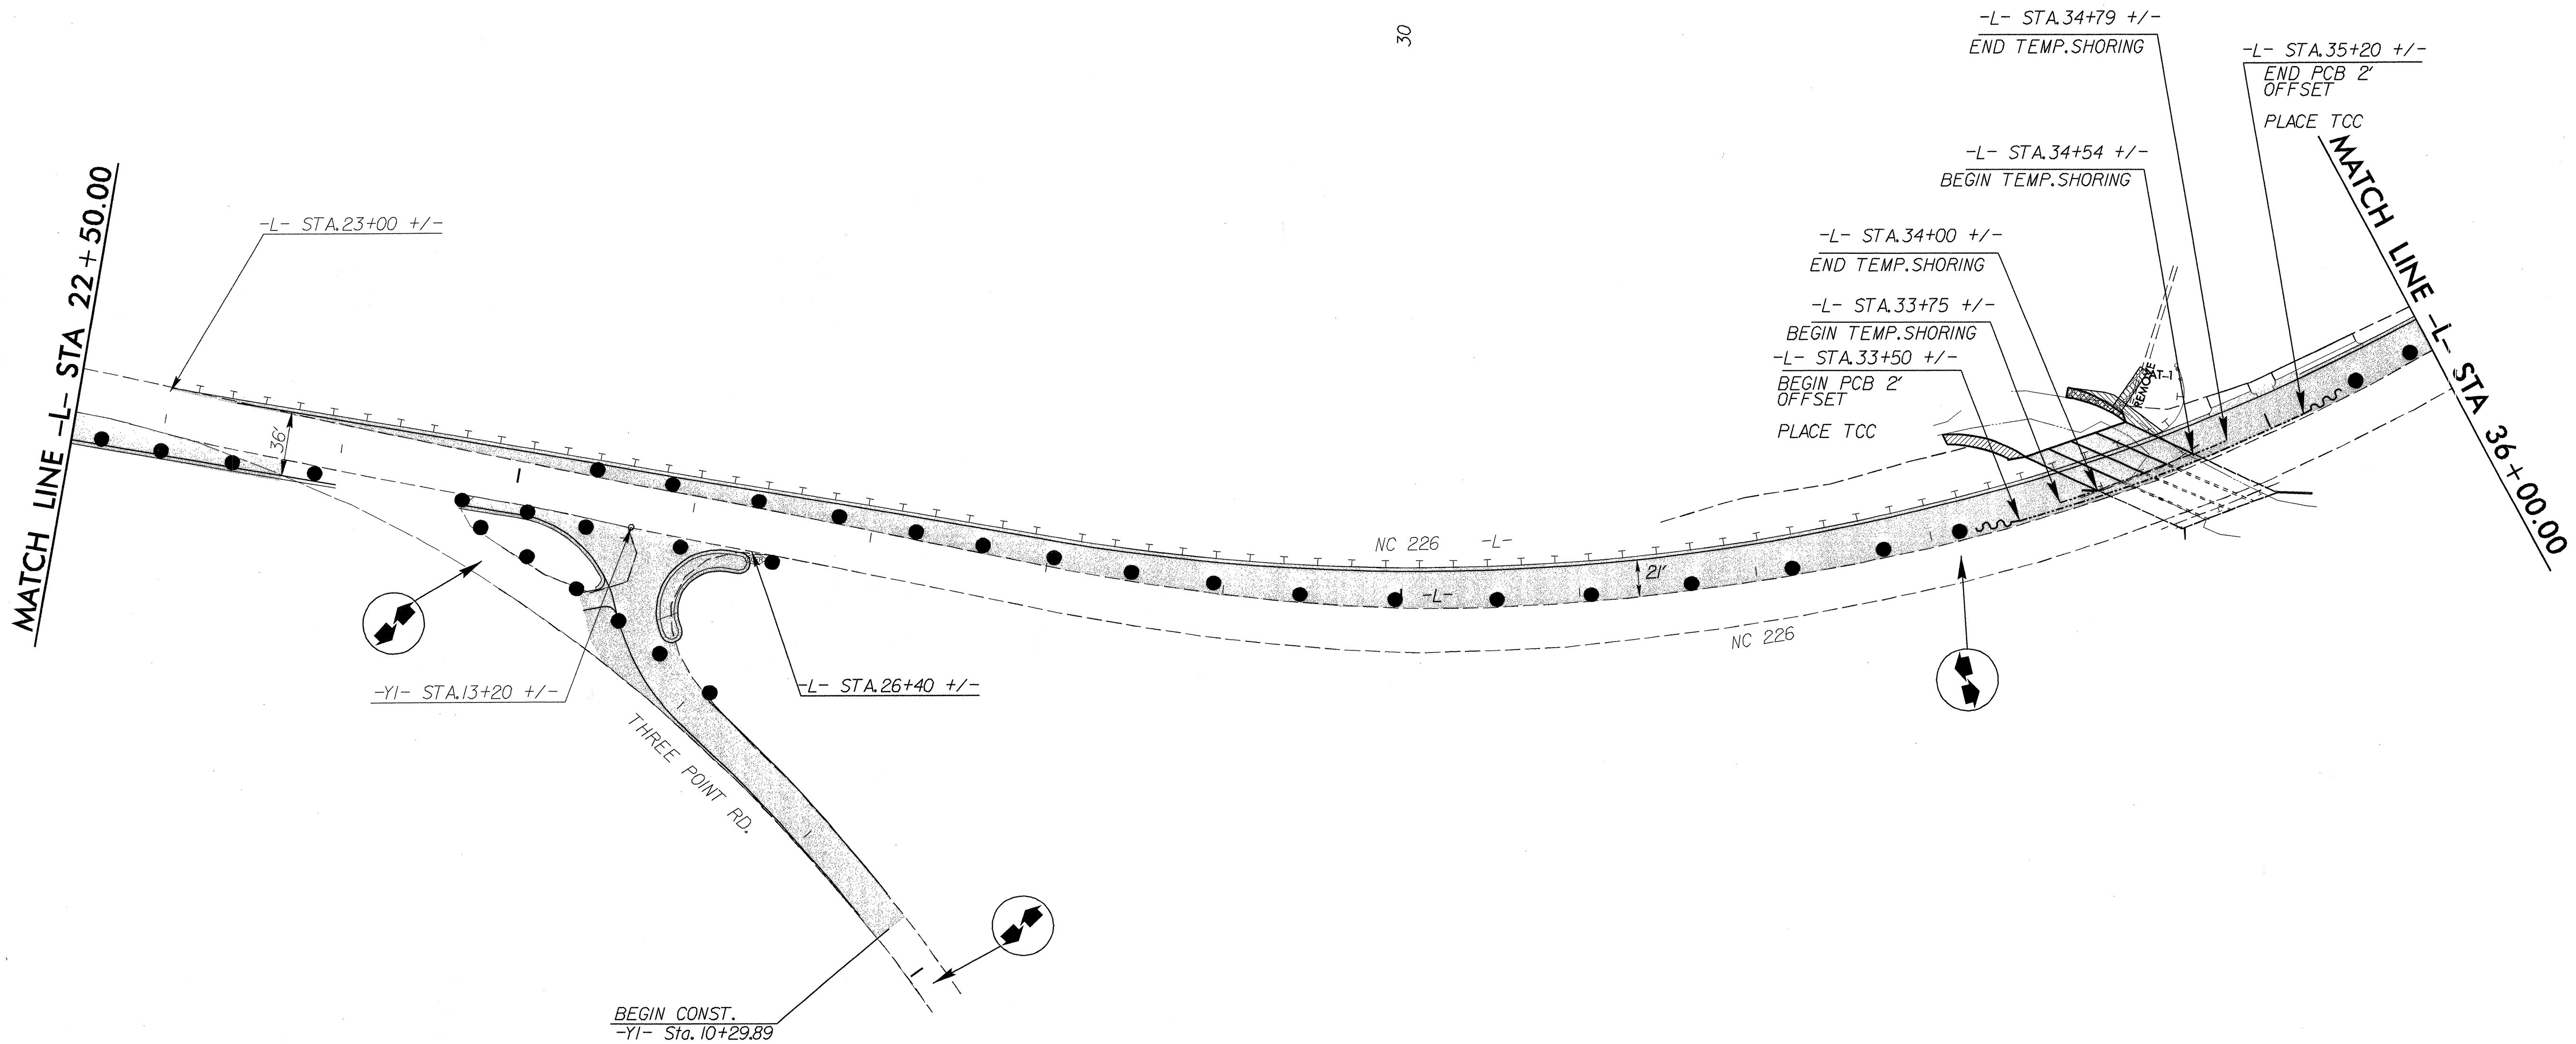 30
-L- STA.34+79 +/-
END TEMP.SHORING
-L- STA.35+20 +/-
END PCB 2'
OFFSET
PLACE TCC
-L- STA.34+54 +/-
BEGIN TEMP.SHORING
-L- STA.34+00 +/-
END TEMP.SHORING
-L- STA.33+75 +/-
BEGIN TEMP.SHORING
-L- STA.33+50 +/-
BEGIN PCB 2'
OFFSET
PLACE TCC
MATCH LINE -L- STA 22+50.00
-L- STA.23+00 +/-
36'
MATCH LINE -L- STA 36+00.00
REMOVE
AT-1
NC 226 -L-
21'
-L-
NC 226
-Y1- STA.13+20 +/-
-L- STA.26+40 +/-
THREE POINT RD.
BEGIN CONST.
-Y1- Sta. 10+29.89